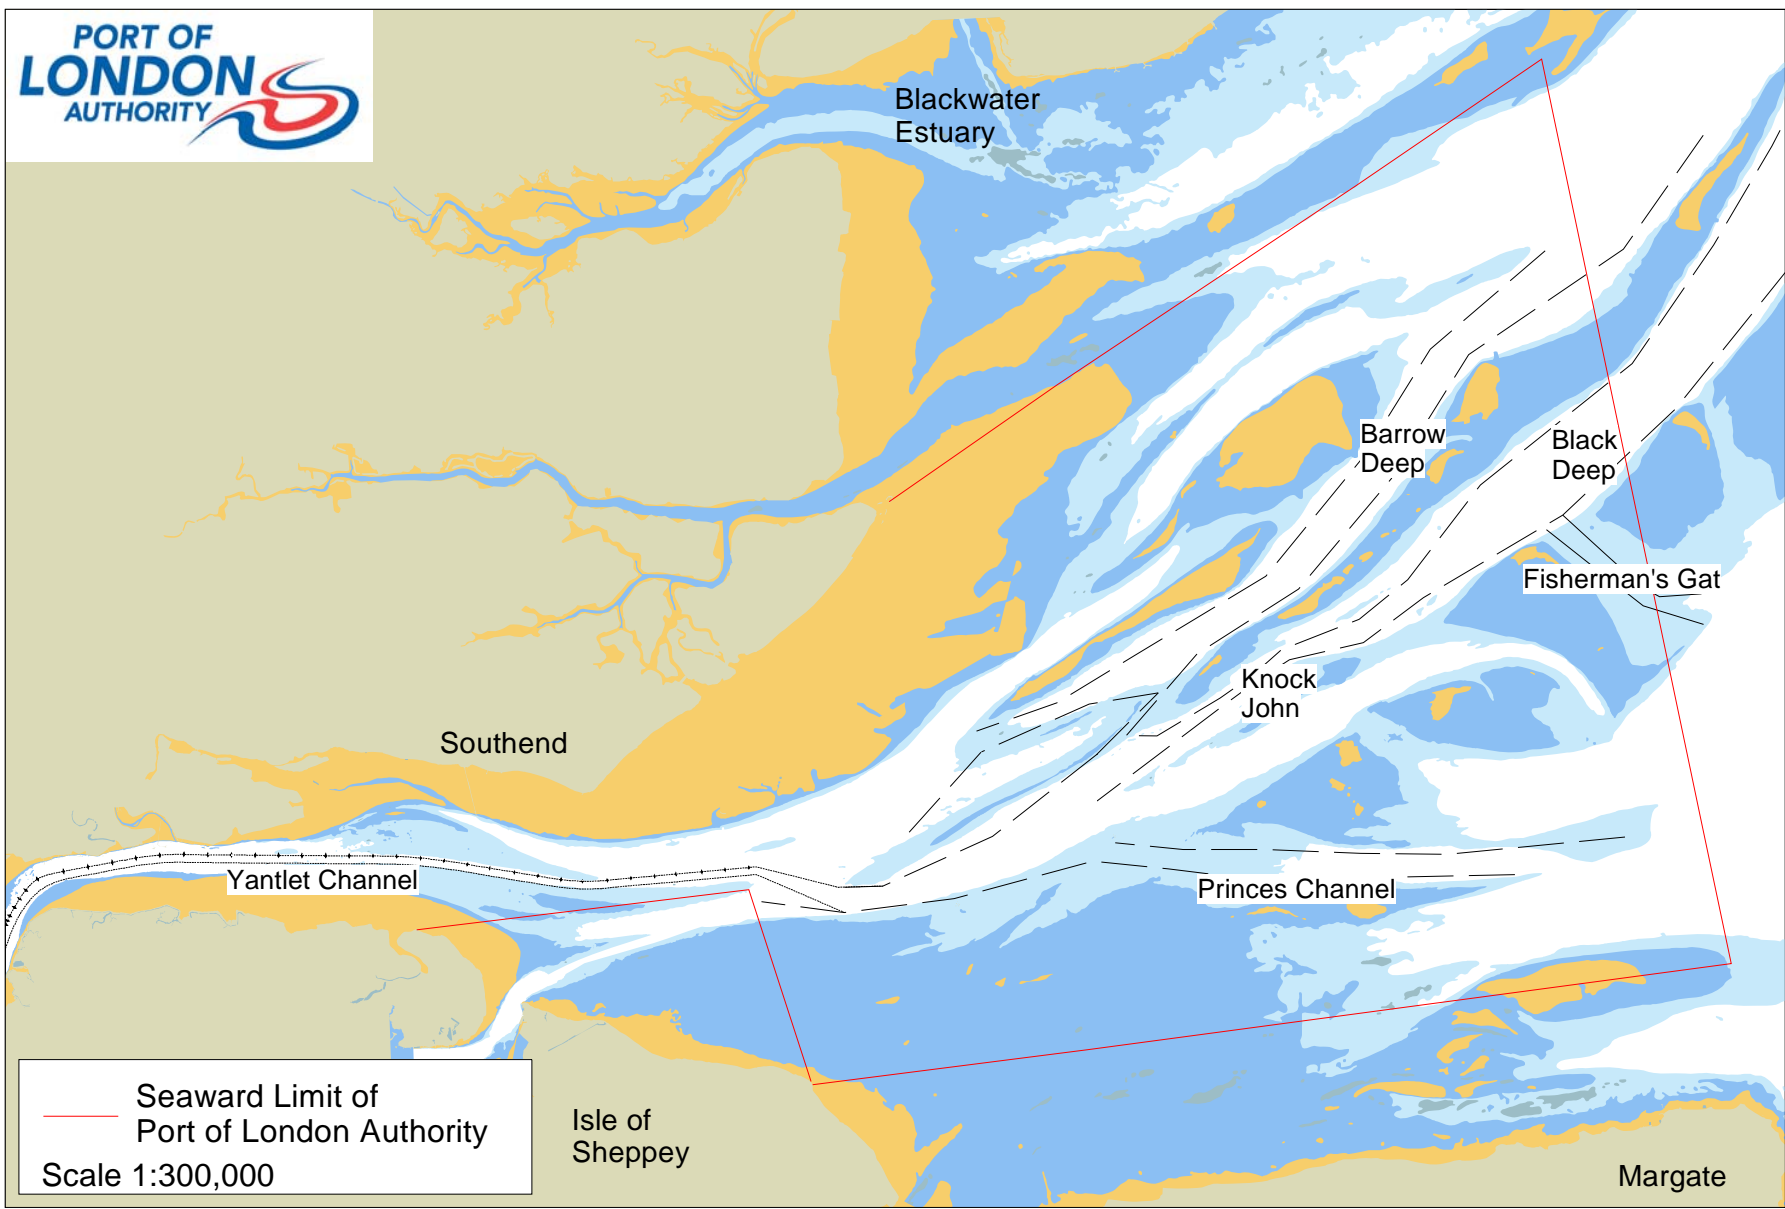 PORT OF
LONDON
AUTHORITY
Blackwater
Estuary
Barrow
Deep
Black
Deep
Fisherman's Gat
Knock
John
Southend
Yantlet Channel
Princes Channel
Seaward Limit of
Port of London Authority
Scale 1:300,000
Isle of
Sheppey
Margate